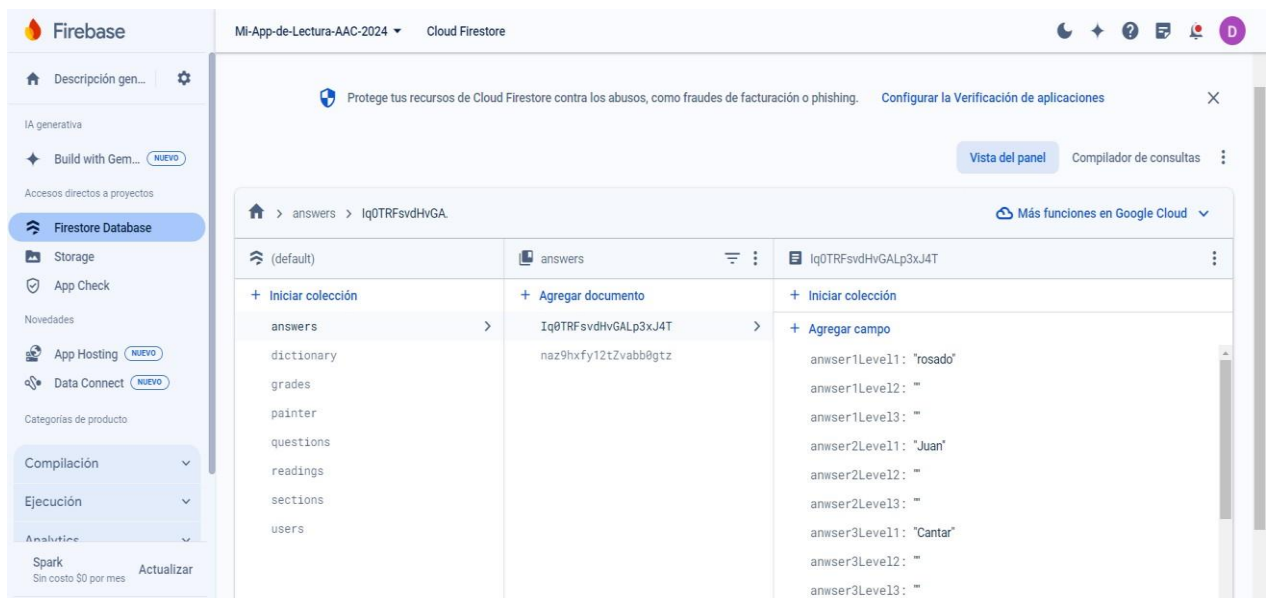 Firebase
Mi-App-de-Lectura-AAC-2024
Cloud Firestore
D
Descripción gen...
IA generativa
Build with Gem... NUEVO
Accesos directos a proyectos
Firestore Database
Storage
App Check
Novedades
App Hosting NUEVO
Data Connect NUEVO
Categorías de producto
Compilación
Ejecución
Analytics
Spark
Sin costo $0 por mes
Actualizar
Protege tus recursos de Cloud Firestore contra los abusos, como fraudes de facturación o phishing. Configurar la Verificación de aplicaciones
Vista del panel
Compilador de consultas
answers > Iq0TRFsvdHvGA.
Más funciones en Google Cloud
(default)
+ Iniciar colección
answers
dictionary
grades
painter
questions
readings
sections
users
answers
+ Agregar documento
Iq0TRFsvdHvGALp3xJ4T
naz9hxfy12tZvabb0gtz
Iq0TRFsvdHvGALp3xJ4T
+ Iniciar colección
+ Agregar campo
anwser1Level1: "rosado"
anwser1Level2: ""
anwser1Level3: ""
anwser2Level1: "Juan"
anwser2Level2: ""
anwser2Level3: ""
anwser3Level1: "Cantar"
anwser3Level2: ""
anwser3Level3: ""